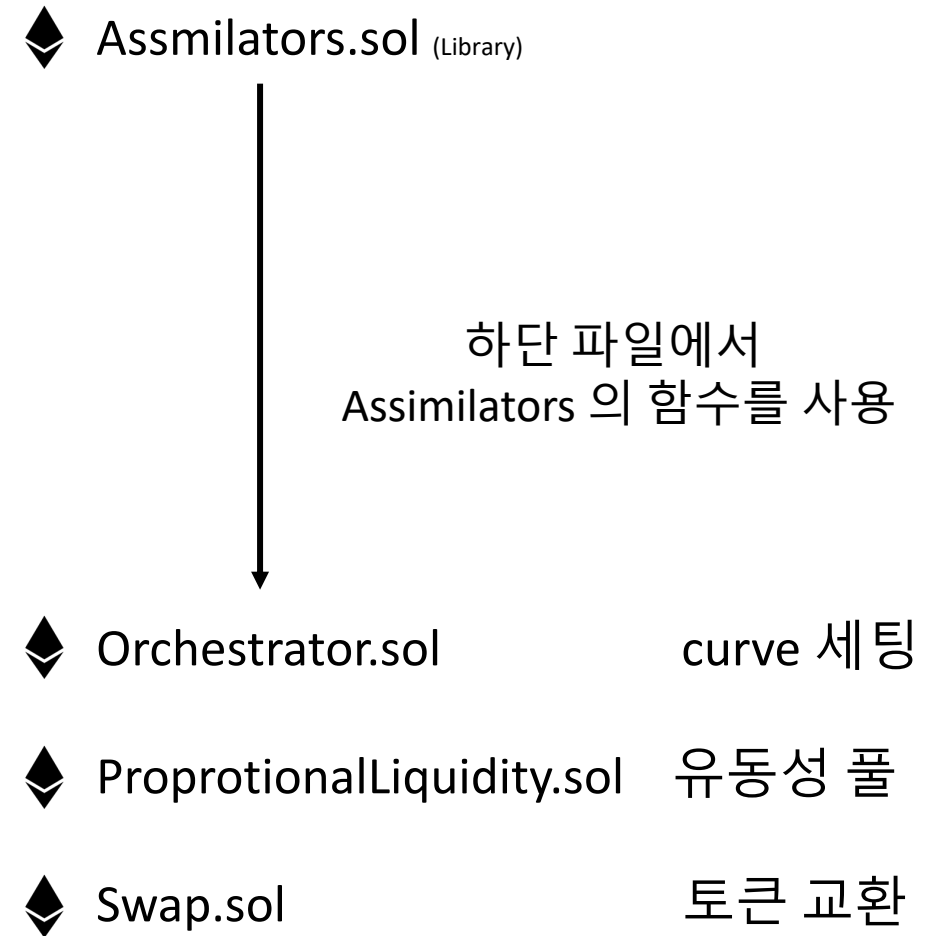 Assmilators.sol (Library)
하단 파일에서
Assimilators 의 함수를 사용
Orchestrator.sol curve 세팅
ProprotionalLiquidity.sol 유동성 풀
Swap.sol 토큰 교환